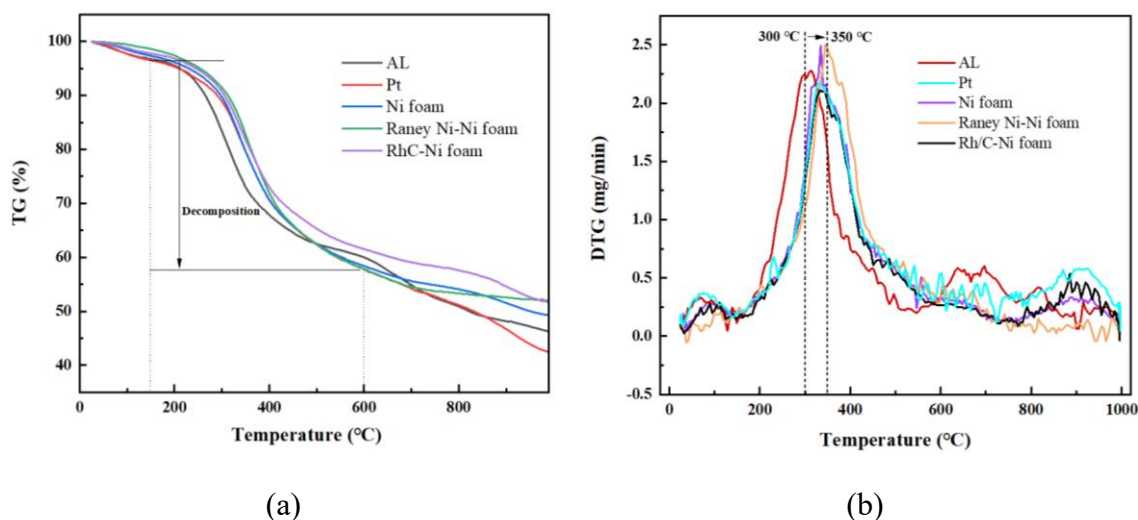 100
90
80
70
60
50
40
TG (%)
AL
Pt
Ni foam
Raney Ni-Ni foam
RhC-Ni foam
Decomposition
200 400 600 800
Temperature (℃)
(a)
300 ℃ 350 ℃
2.5
2.0
1.5
1.0
0.5
0.0
-0.5
DTG (mg/min)
AL
Pt
Ni foam
Raney Ni-Ni foam
Rh/C-Ni foam
0 200 400 600 800 1000
Temperature (℃)
(b)